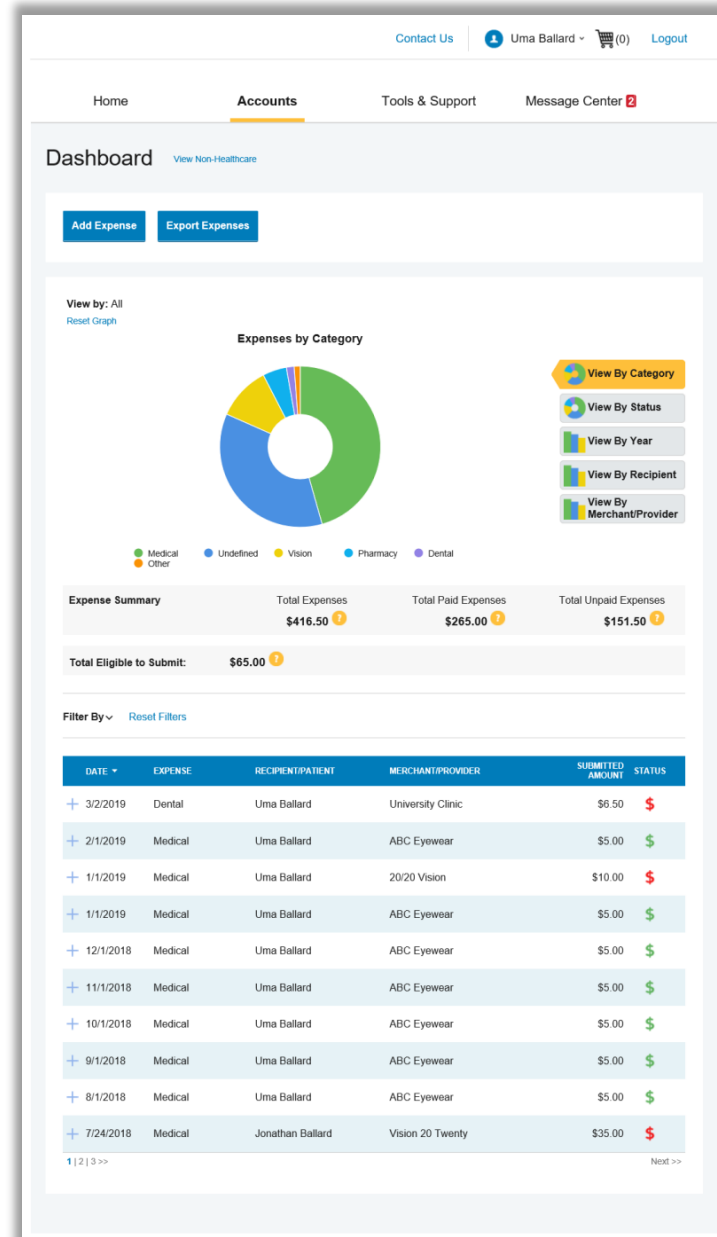 Contact Us Uma Ballard (0) Logout
Home Accounts Tools & Support Message Center 2
Dashboard View Non-Healthcare
Add Expense Export Expenses
View by: All
Reset Graph
Expenses by Category
View By Category
View By Status
View By Year
View By Recipient
View By
Merchant/Provider
Medical Undefined Vision Pharmacy Dental
Other
Expense Summary Total Expenses Total Paid Expenses Total Unpaid Expenses
$416.50 ? $265.00 ? $151.50 ?
Total Eligible to Submit: $65.00 ?
Filter By Reset Filters
DATE EXPENSE RECIPIENT/PATIENT MERCHANT/PROVIDER SUBMITTED AMOUNT STATUS
+ 3/2/2019 Dental Uma Ballard University Clinic $6.50 $
+ 2/1/2019 Medical Uma Ballard ABC Eyewear $5.00 $
+ 1/1/2019 Medical Uma Ballard 20/20 Vision $10.00 $
+ 1/1/2019 Medical Uma Ballard ABC Eyewear $5.00 $
+ 12/1/2018 Medical Uma Ballard ABC Eyewear $5.00 $
+ 11/1/2018 Medical Uma Ballard ABC Eyewear $5.00 $
+ 10/1/2018 Medical Uma Ballard ABC Eyewear $5.00 $
+ 9/1/2018 Medical Uma Ballard ABC Eyewear $5.00 $
+ 8/1/2018 Medical Uma Ballard ABC Eyewear $5.00 $
+ 7/24/2018 Medical Jonathan Ballard Vision 20 Twenty $35.00 $
1 | 2 | 3 >> Next >>